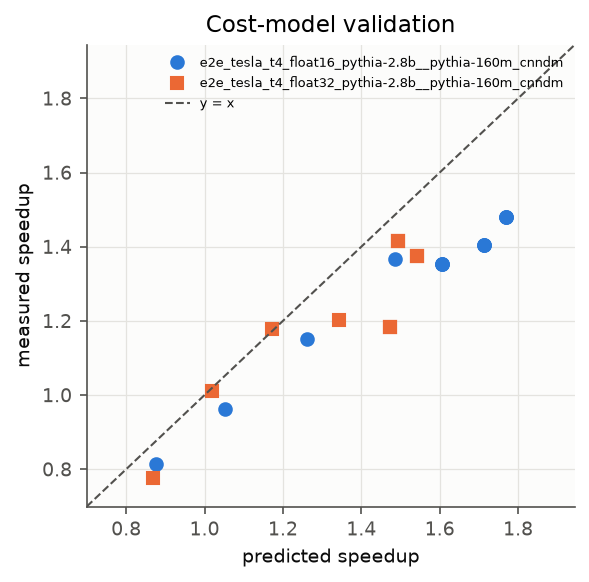 Cost-model validation
e2e_tesla_t4_float16_pythia-2.8b__pythia-160m_cnndm
e2e_tesla_t4_float32_pythia-2.8b__pythia-160m_cnndm
y = x
measured speedup
1.8
1.6
1.4
1.2
1.0
0.8
0.8 1.0 1.2 1.4 1.6 1.8
predicted speedup